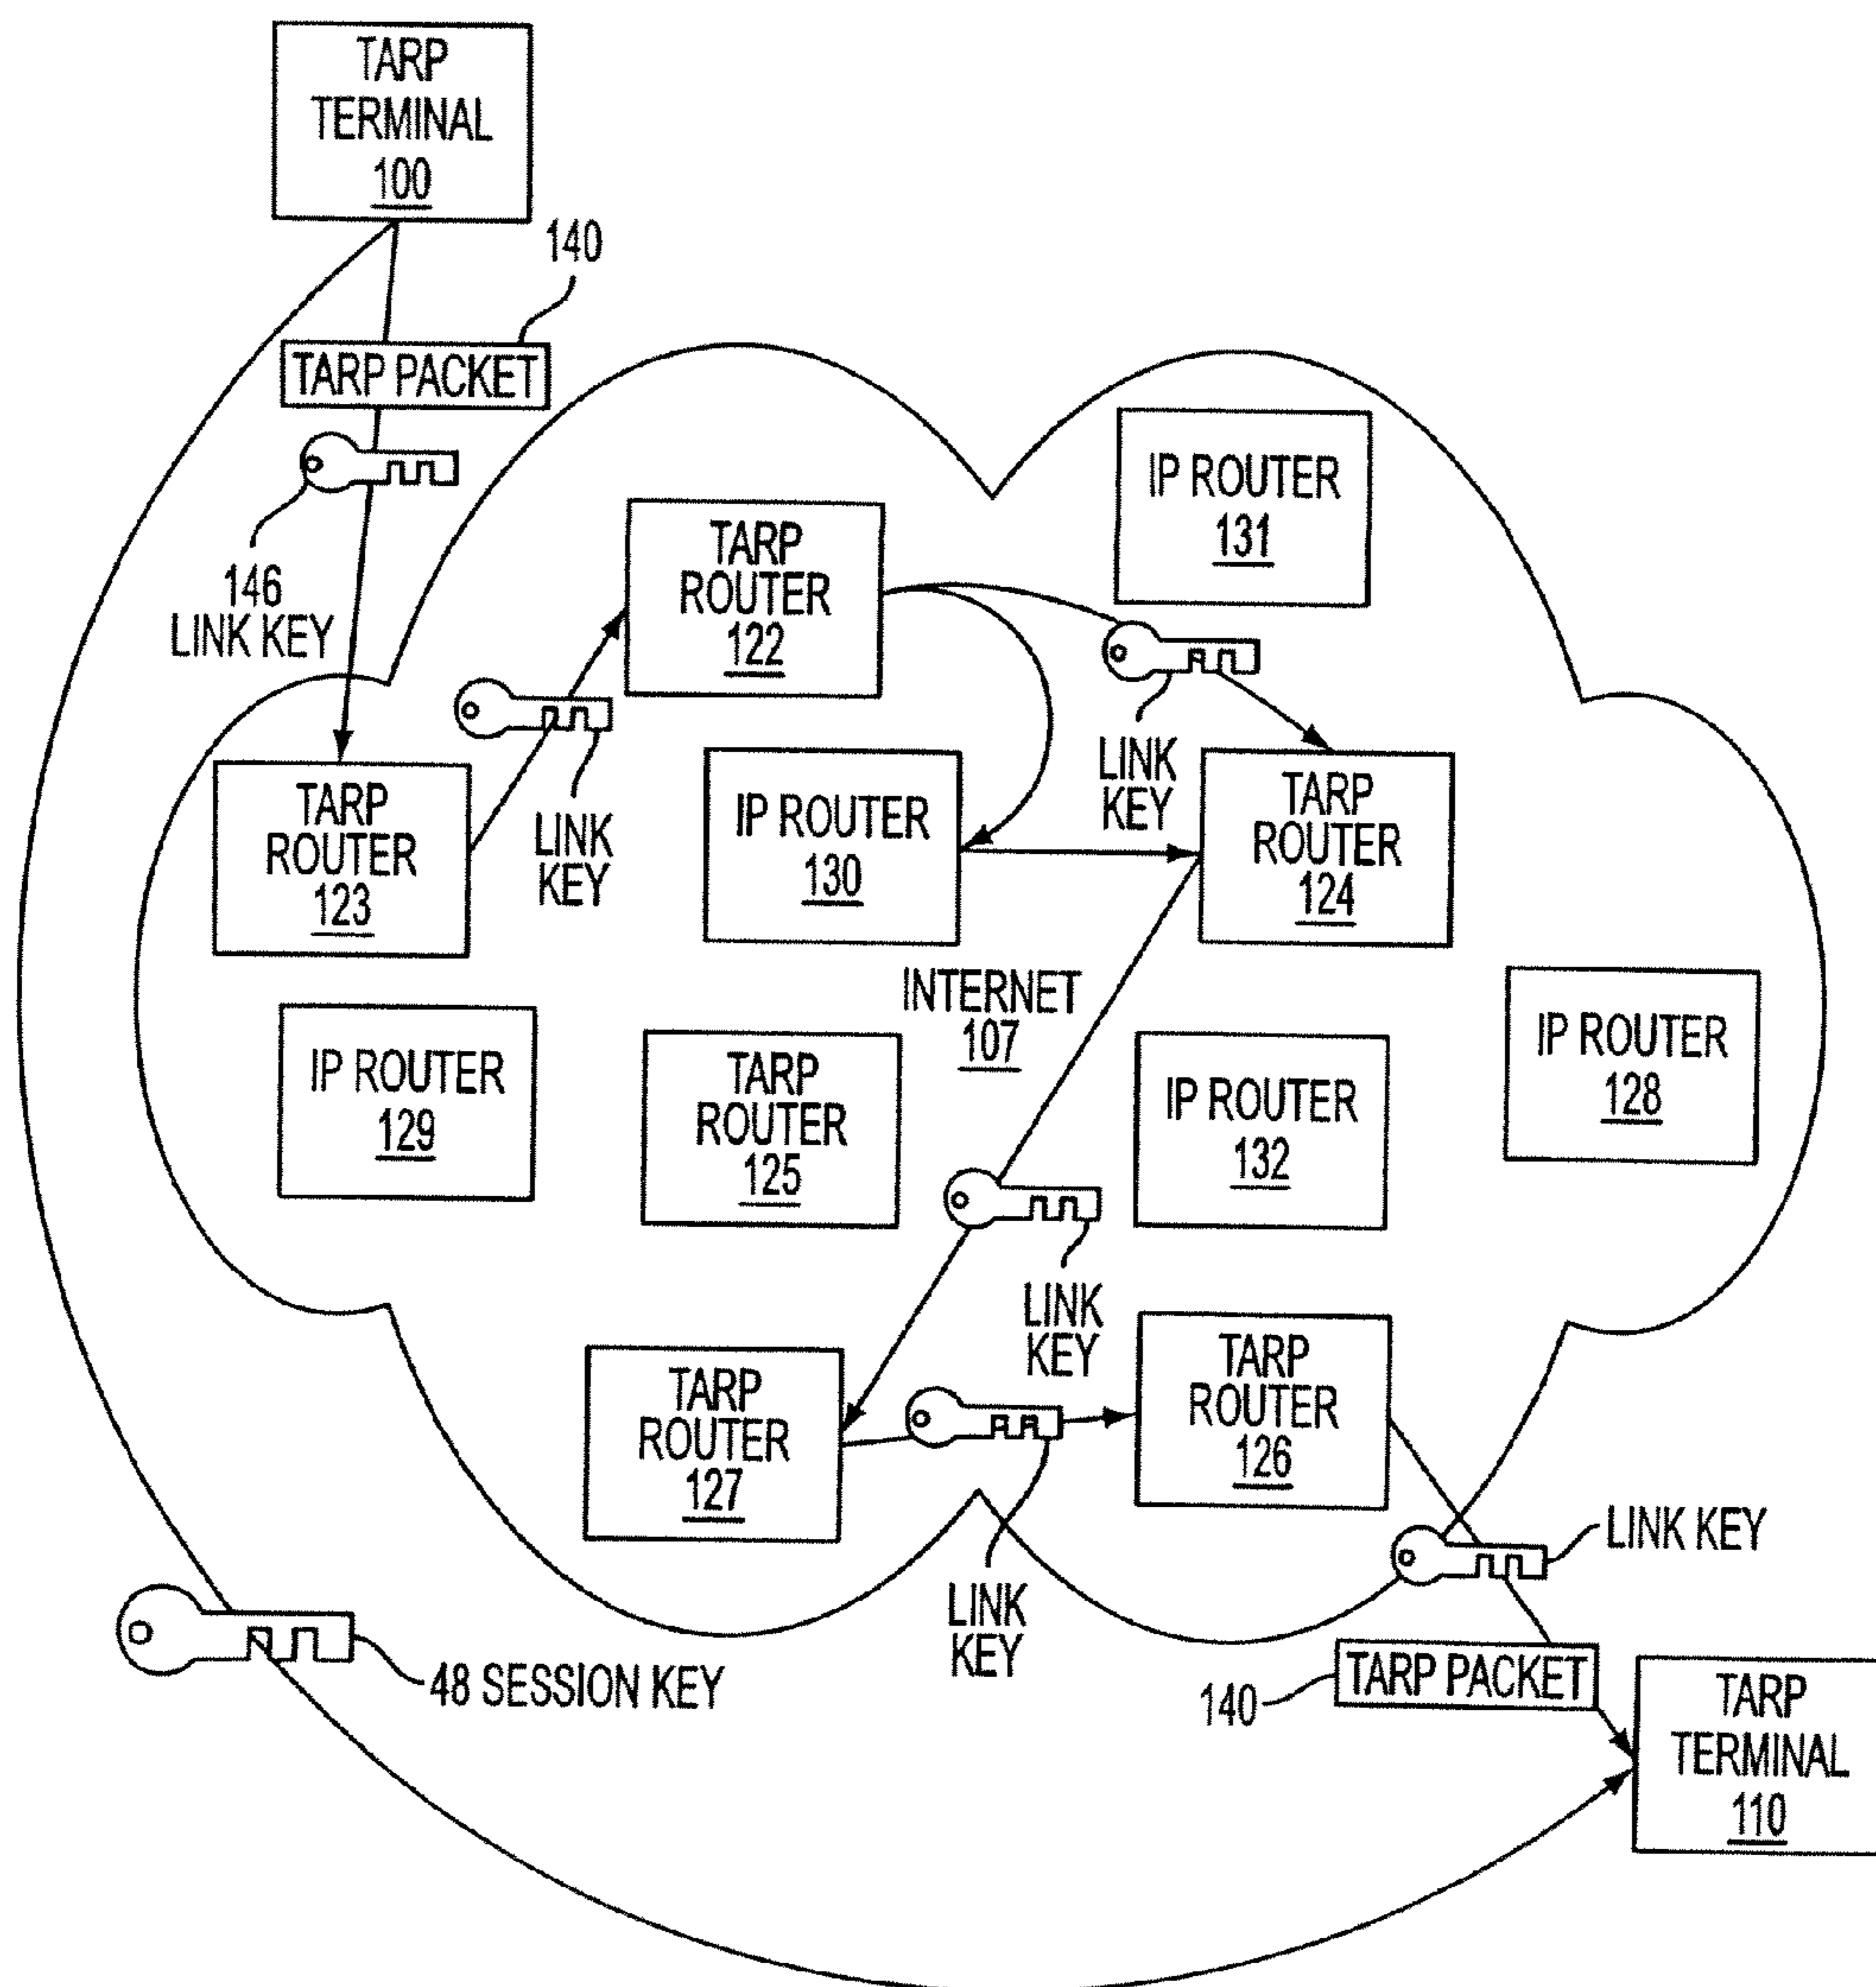 TARP
TERMINAL
100
140
TARP PACKET
146
LINK KEY
IP ROUTER
131
TARP
ROUTER
122
LINK
KEY
LINK
KEY
TARP
ROUTER
123
IP ROUTER
130
TARP
ROUTER
124
INTERNET
107
IP ROUTER
129
TARP
ROUTER
125
IP ROUTER
132
IP ROUTER
128
LINK
KEY
TARP
ROUTER
127
TARP
ROUTER
126
LINK
KEY
LINK KEY
48 SESSION KEY
140
TARP PACKET
TARP
TERMINAL
110